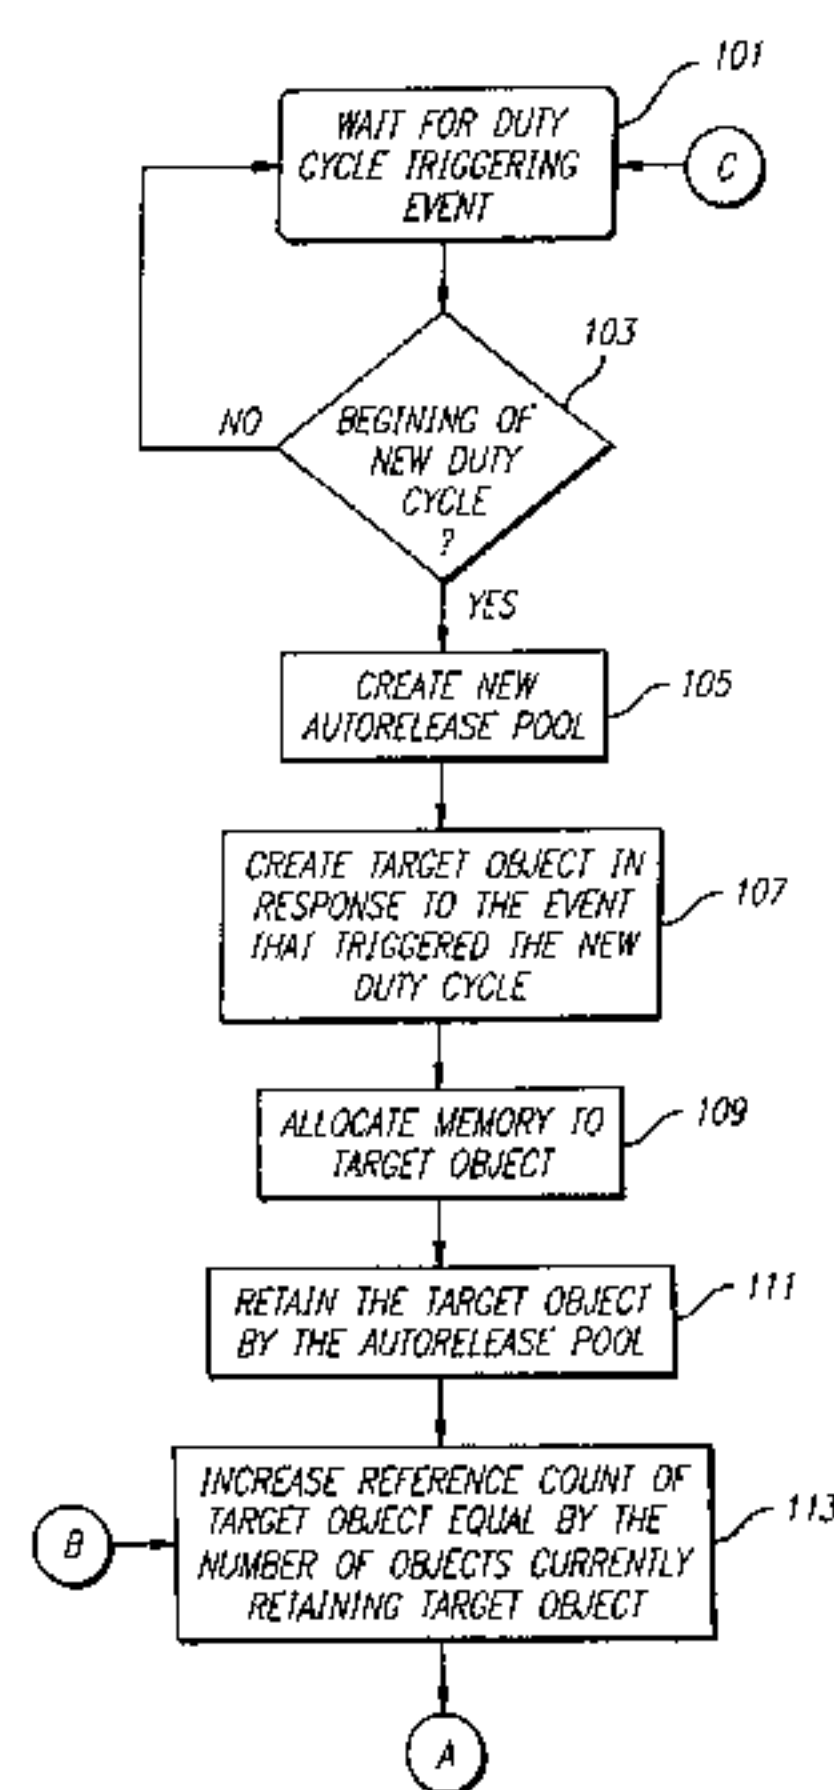 101
WAIT FOR DUTY
CYCLE TRIGGERING
EVENT
C
103
NO
BEGINING OF
NEW DUTY
CYCLE
?
YES
CREATE NEW
AUTORELEASE POOL
105
CREATE TARGET OBJECT IN
RESPONSE TO THE EVENT
THAT TRIGGERED THE NEW
DUTY CYCLE
107
ALLOCATE MEMORY TO
TARGET OBJECT
109
RETAIN THE TARGET OBJECT
BY THE AUTORELEASE POOL
111
INCREASE REFERENCE COUNT OF
TARGET OBJECT EQUAL BY THE
NUMBER OF OBJECTS CURRENTLY
RETAINING TARGET OBJECT
113
B
A